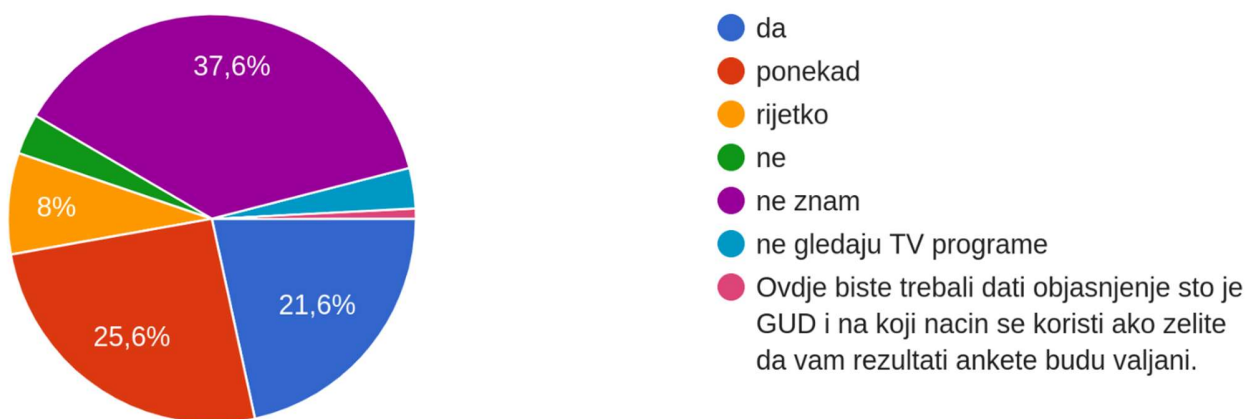 37,6%
8%
21,6%
25,6%
da
ponekad
rijetko
ne
ne znam
ne gledaju TV programe
Ovdje biste trebali dati objasnjenje sto je
GUD i na koji nacin se koristi ako zelite
da vam rezultati ankete budu valjani.